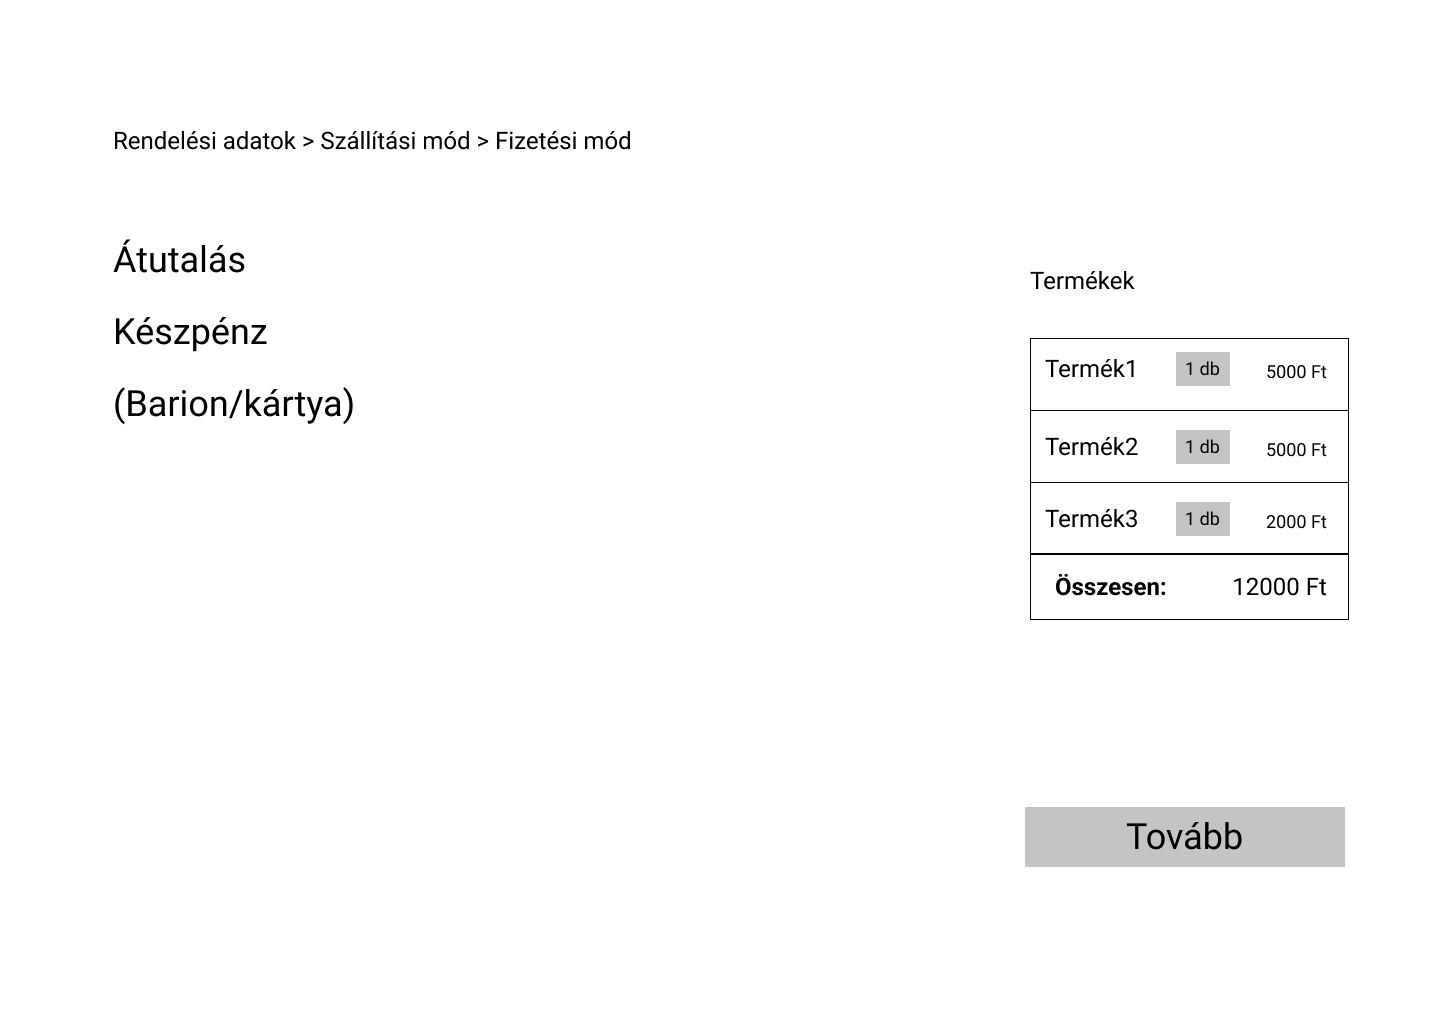 Rendelési adatok > Szállítási mód > Fizetési mód
Átutalás
Készpénz
(Barion/kártya)
Termékek
Termék1 1 db 5000 Ft
Termék2 1 db 5000 Ft
Termék3 1 db 2000 Ft
Összesen: 12000 Ft
Tovább